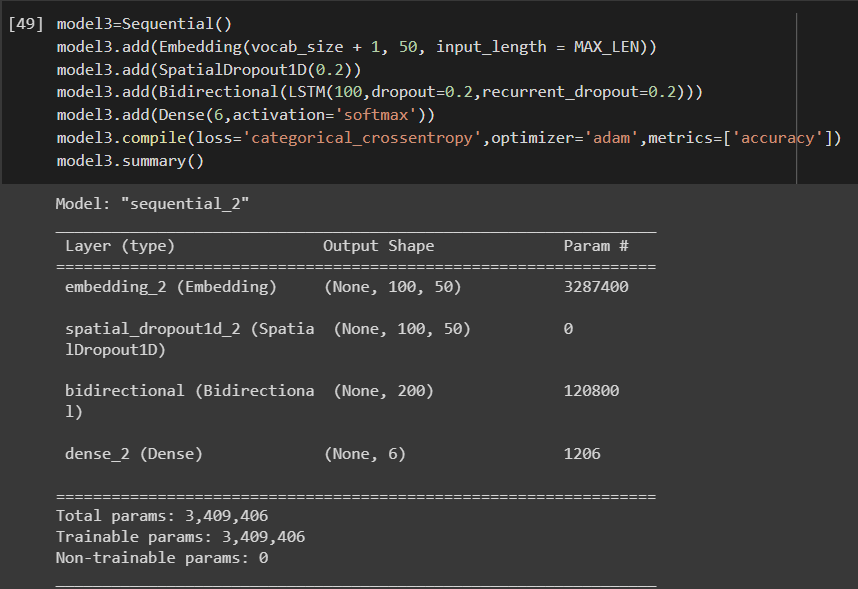 [49] model3=Sequential()
model3.add(Embedding(vocab_size + 1, 50, input_length = MAX_LEN))
model3.add(SpatialDropout1D(0.2))
model3.add(Bidirectional(LSTM(100,dropout=0.2,recurrent_dropout=0.2)))
model3.add(Dense(6,activation='softmax'))
model3.compile(loss='categorical_crossentropy',optimizer='adam',metrics=['accuracy'])
model3.summary()
Model: "sequential_2"
_________________________________________________________________
Layer (type) Output Shape Param #
=================================================================
embedding_2 (Embedding) (None, 100, 50) 3287400
spatial_dropout1d_2 (Spatia (None, 100, 50) 0
lDropout1D)
bidirectional (Bidirectiona (None, 200) 120800
l)
dense_2 (Dense) (None, 6) 1206
=================================================================
Total params: 3,409,406
Trainable params: 3,409,406
Non-trainable params: 0
_________________________________________________________________